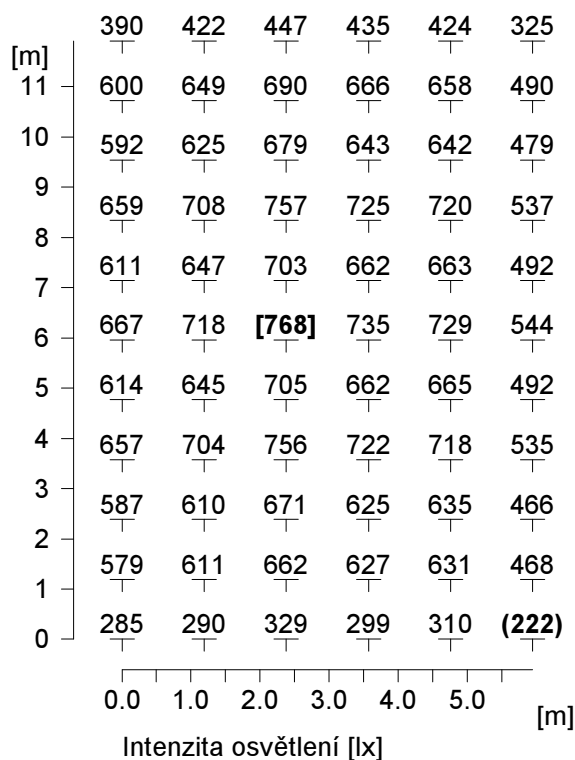 390 422 447 435 424 325
[m]
11 600 649 690 666 658 490
10
592 625 679 643 642 479
9
659 708 757 725 720 537
8
611 647 703 662 663 492
7
667 718 [768] 735 729 544
6
614 645 705 662 665 492
5
657 704 756 722 718 535
4
3
587 610 671 625 635 466
2
579 611 662 627 631 468
1
0 285 290 329 299 310 (222)
0.0 1.0 2.0 3.0 4.0 5.0
[m]
Intenzita osvětlení [lx]